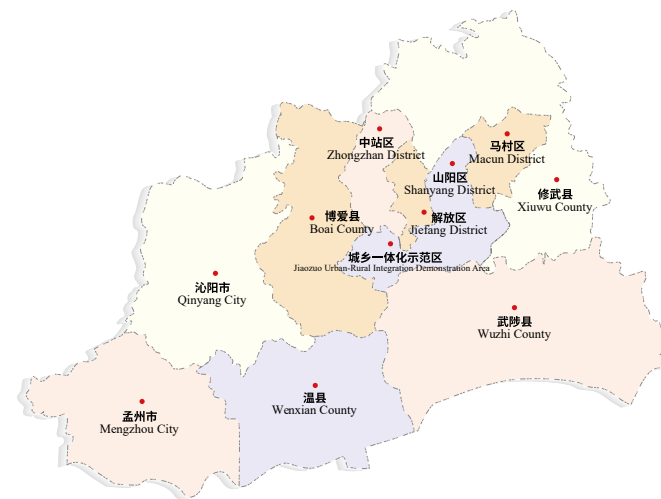 中站区
Zhongzhan District
马村区
Macun District
山阳区
Shanyang District
修武县
Xiuwu County
博爱县
Boai County
解放区
Jiefang District
城乡一体化示范区
Jiaozuo Urban-Rural Integration Demonstration Area
沁阳市
Qinyang City
武陟县
Wuzhi County
温县
Wenxian County
孟州市
Mengzhou City